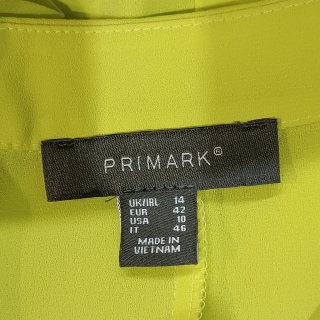 PRIMARK®
UK/IRL 14
EUR 42
USA 10
IT 46
MADE IN
VIETNAM